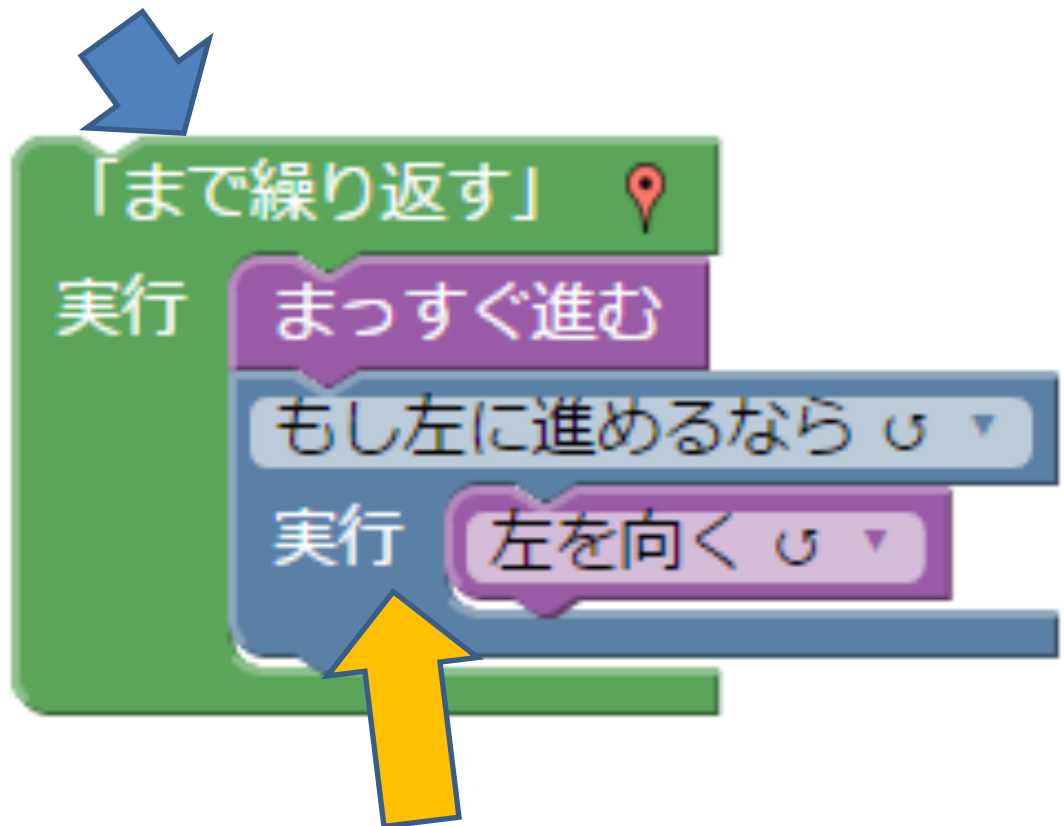 「まで繰り返す」
実行 まっすぐ進む
もし左に進めるなら ↺ ▼
実行 左を向く ↺ ▼